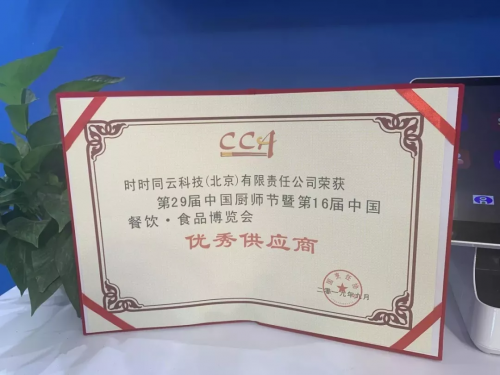 CCA
时时同云科技(北京)有限责任公司荣获
第29届中国厨师节暨第16届中国
餐饮·食品博览会
优秀供应商